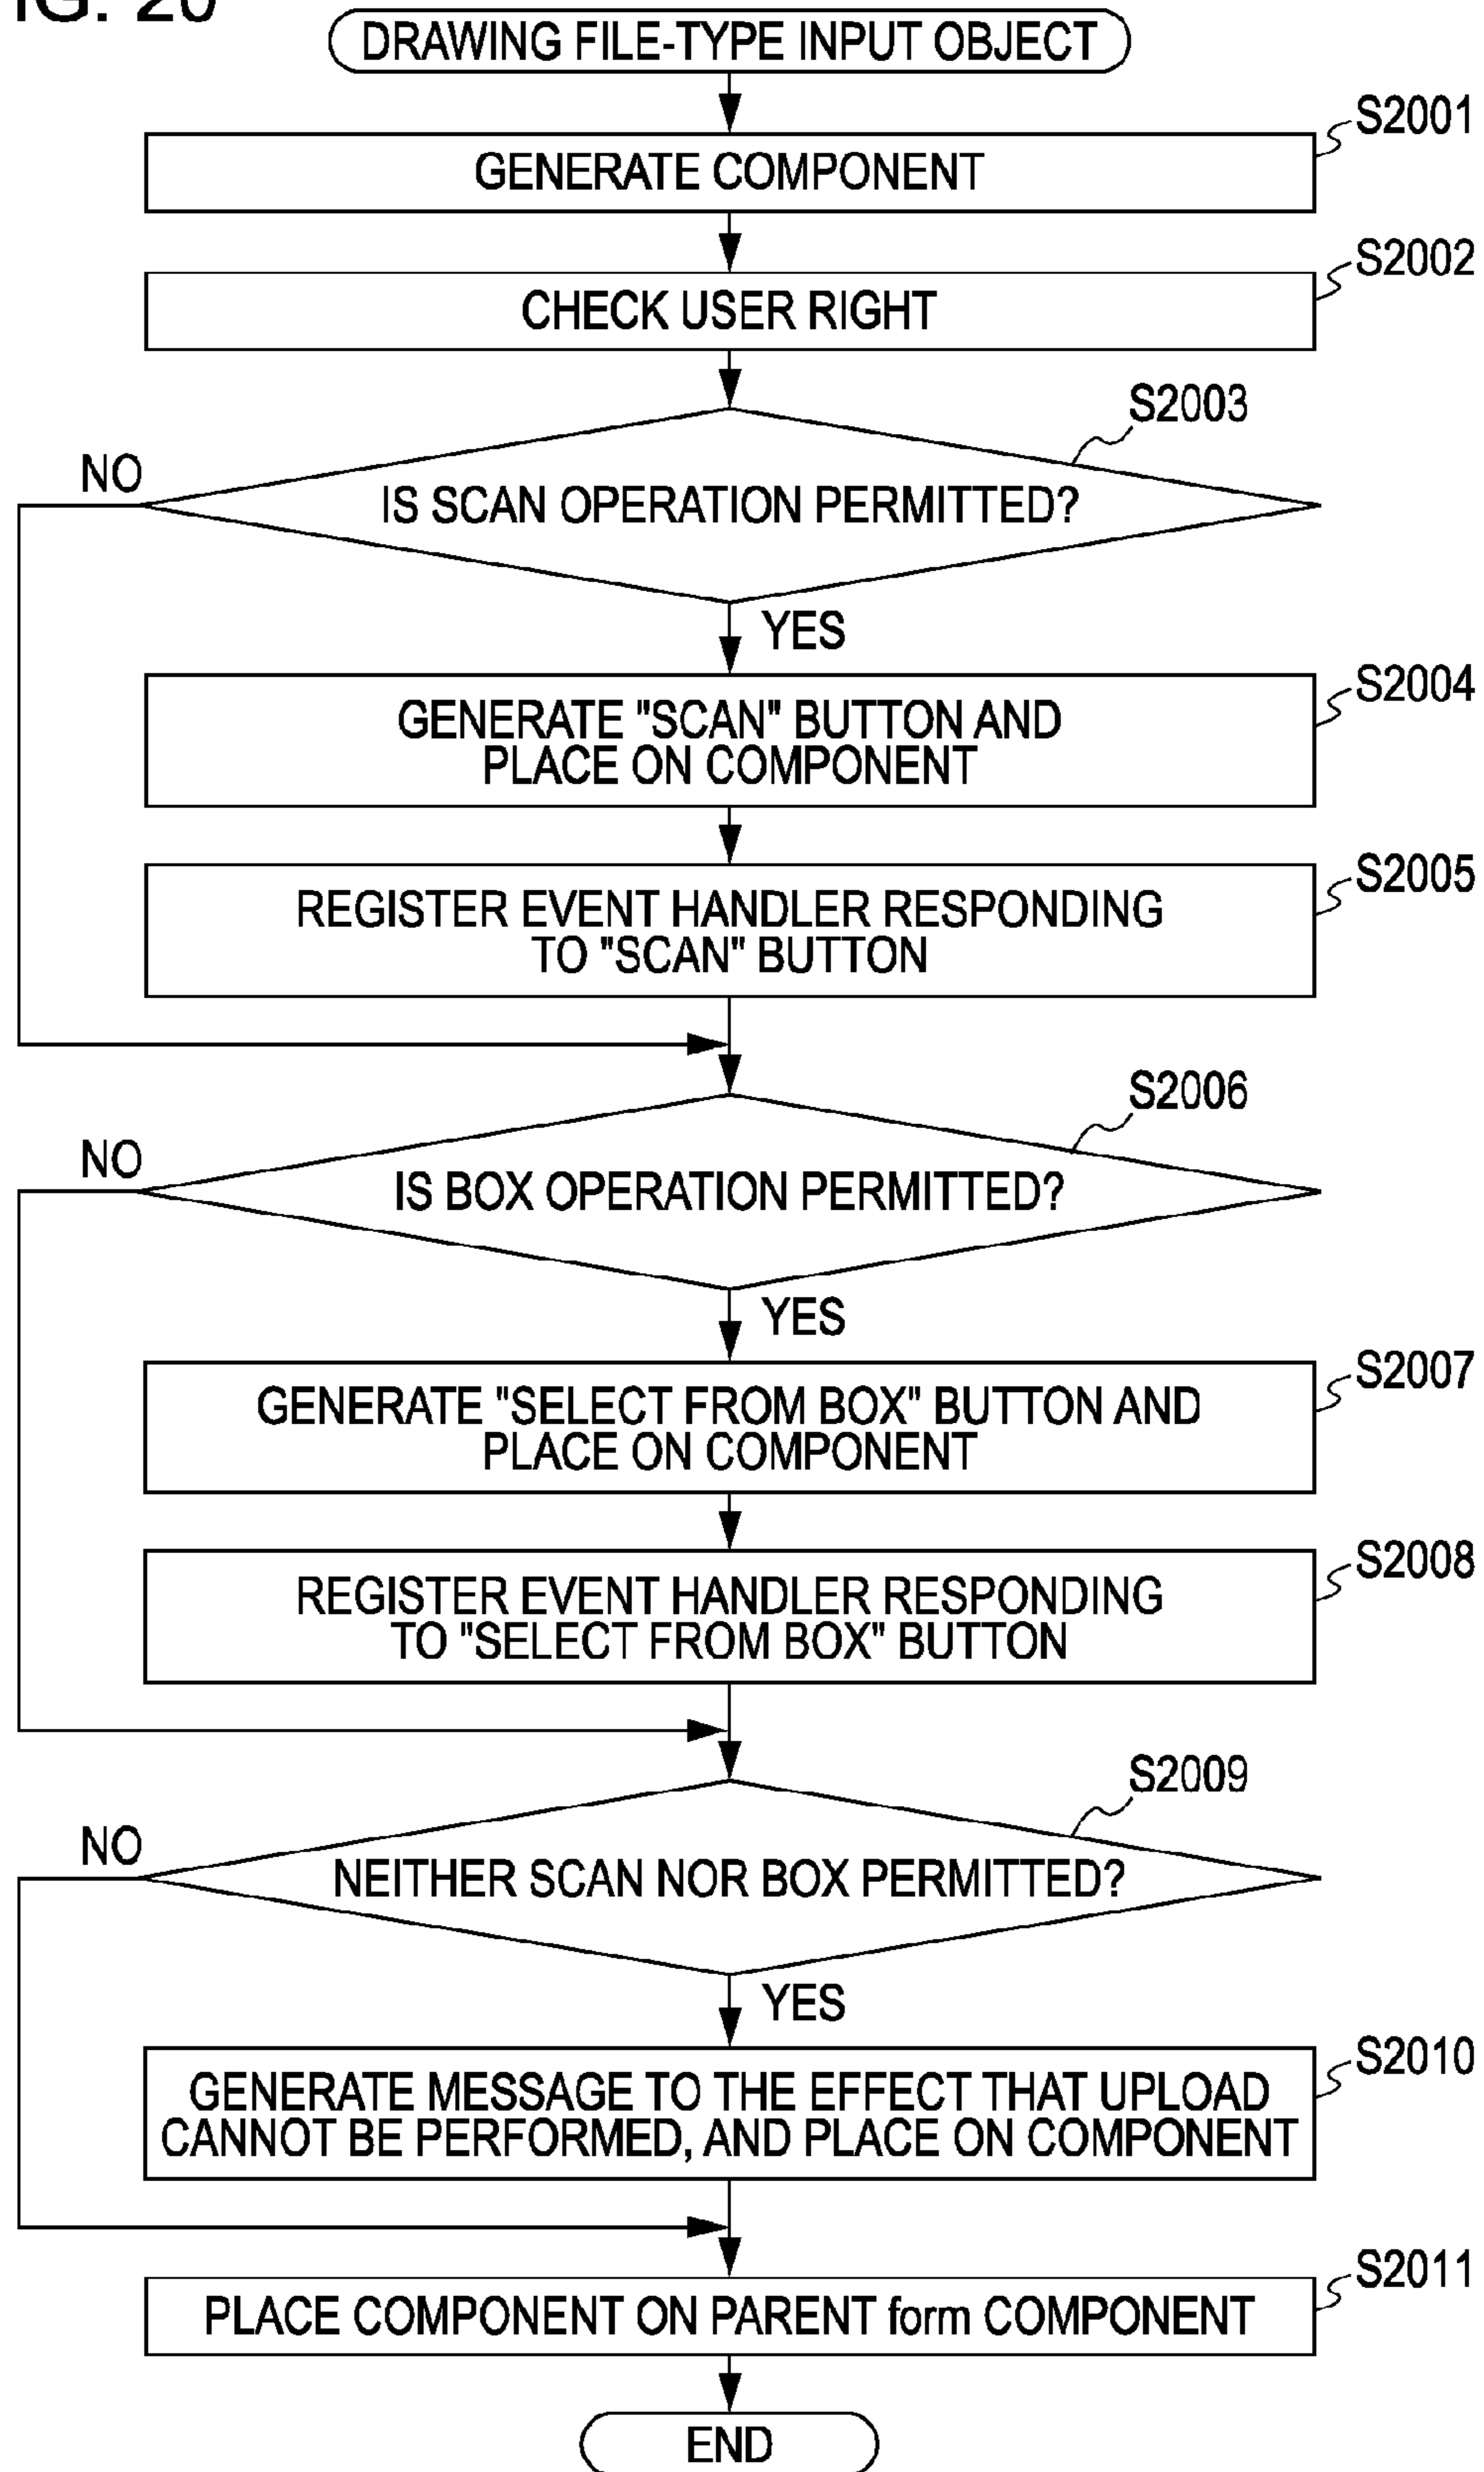 IG. 20
DRAWING FILE-TYPE INPUT OBJECT
S2001
GENERATE COMPONENT
S2002
CHECK USER RIGHT
S2003
NO
IS SCAN OPERATION PERMITTED?
YES
S2004
GENERATE "SCAN" BUTTON AND
PLACE ON COMPONENT
S2005
REGISTER EVENT HANDLER RESPONDING
TO "SCAN" BUTTON
S2006
NO
IS BOX OPERATION PERMITTED?
YES
S2007
GENERATE "SELECT FROM BOX" BUTTON AND
PLACE ON COMPONENT
S2008
REGISTER EVENT HANDLER RESPONDING
TO "SELECT FROM BOX" BUTTON
S2009
NO
NEITHER SCAN NOR BOX PERMITTED?
YES
S2010
GENERATE MESSAGE TO THE EFFECT THAT UPLOAD
CANNOT BE PERFORMED, AND PLACE ON COMPONENT
S2011
PLACE COMPONENT ON PARENT form COMPONENT
END